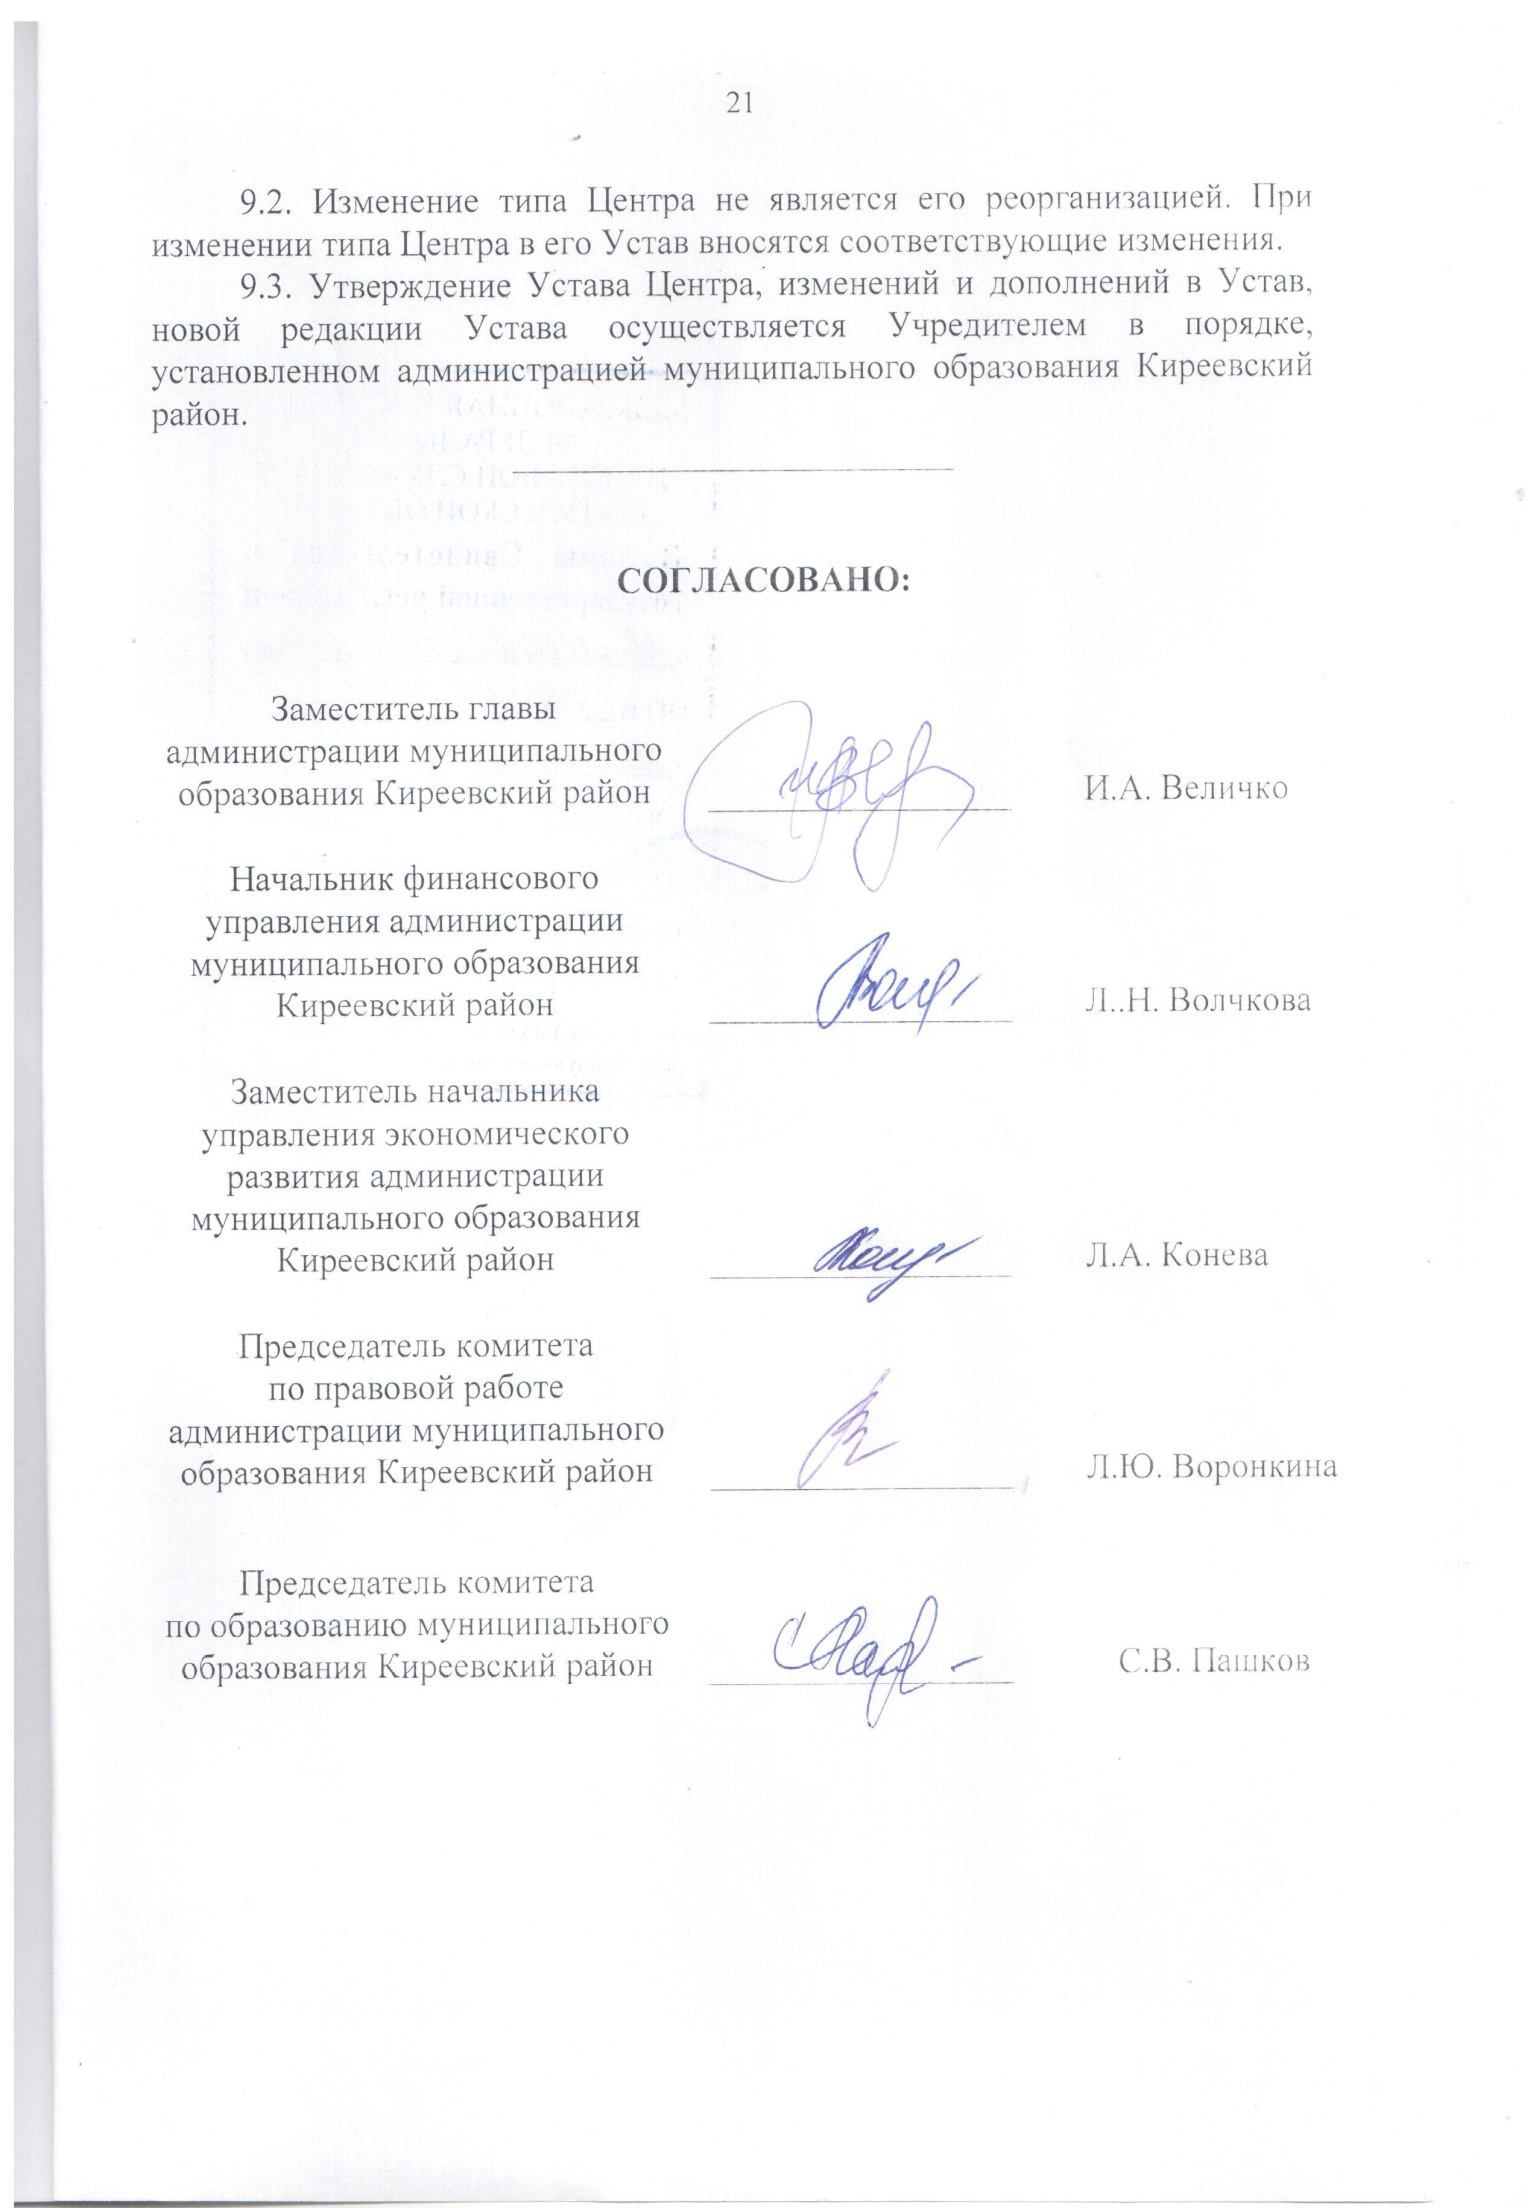 21
9.2. Изменение типа Центра не является его реорганизацией. При
изменении типа Центра в его Устав вносятся соответствующие изменения.
9.3. Утверждение Устава Центра, изменений и дополнений в Устав,
новой редакции Устава осуществляется Учредителем в порядке,
установленном администрацией муниципального образования Киреевский
район.
СОГЛАСОВАНО:
Заместитель главы
администрации муниципального
образования Киреевский район И.А. Величко
Начальник финансового
управления администрации
муниципального образования
Киреевский район Л..Н. Волчкова
Заместитель начальника
управления экономического
развития администрации
муниципального образования
Киреевский район Л.А. Конева
Председатель комитета
по правовой работе
администрации муниципального
образования Киреевский район Л.Ю. Воронкина
Председатель комитета
по образованию муниципального
образования Киреевский район С.В. Пашков